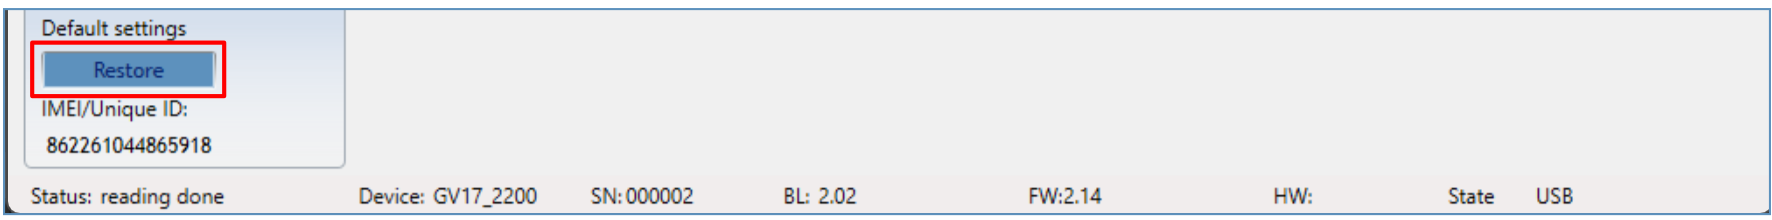 Default settings
Restore
IMEI/Unique ID:
862261044865918
Status: reading done Device: GV17_2200 SN: 000002 BL: 2.02 FW:2.14 HW: State USB